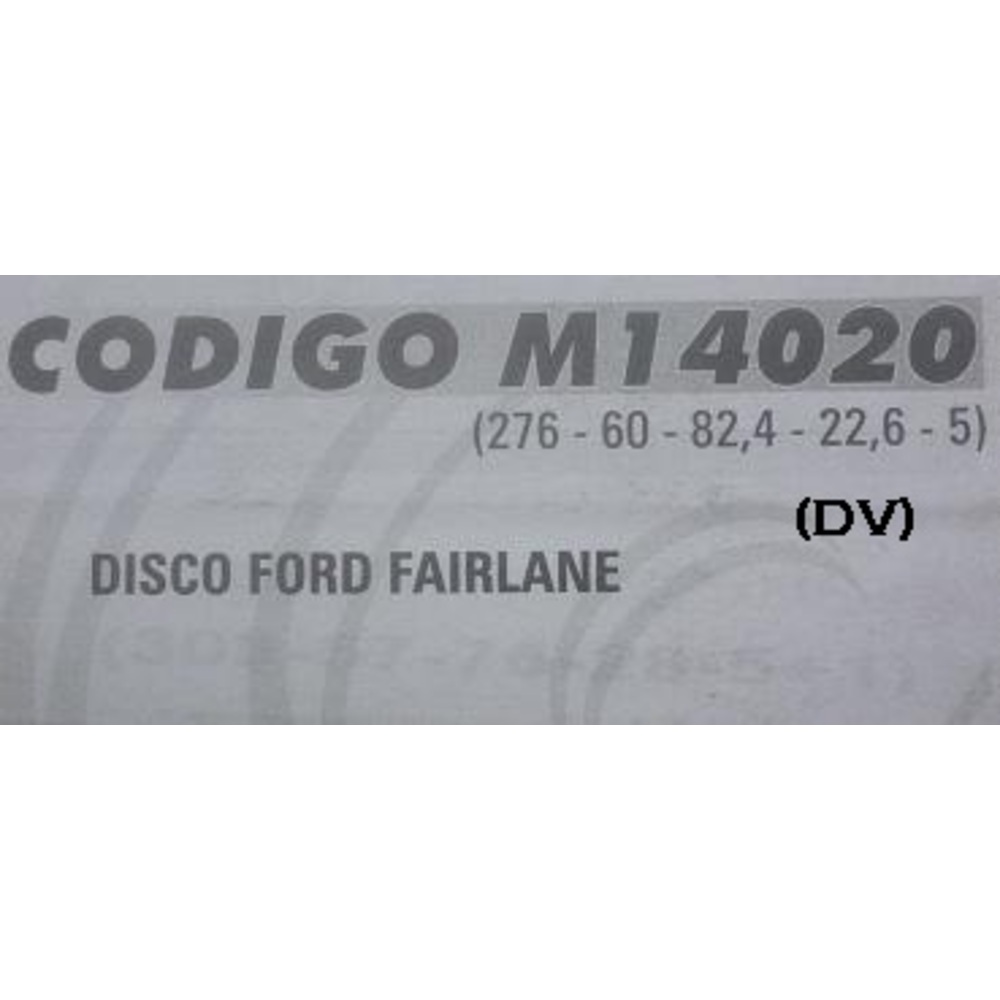 CODIGO M14020
(276 - 60 - 82,4 - 22,6 - 5)
(DV)
DISCO FORD FAIRLANE